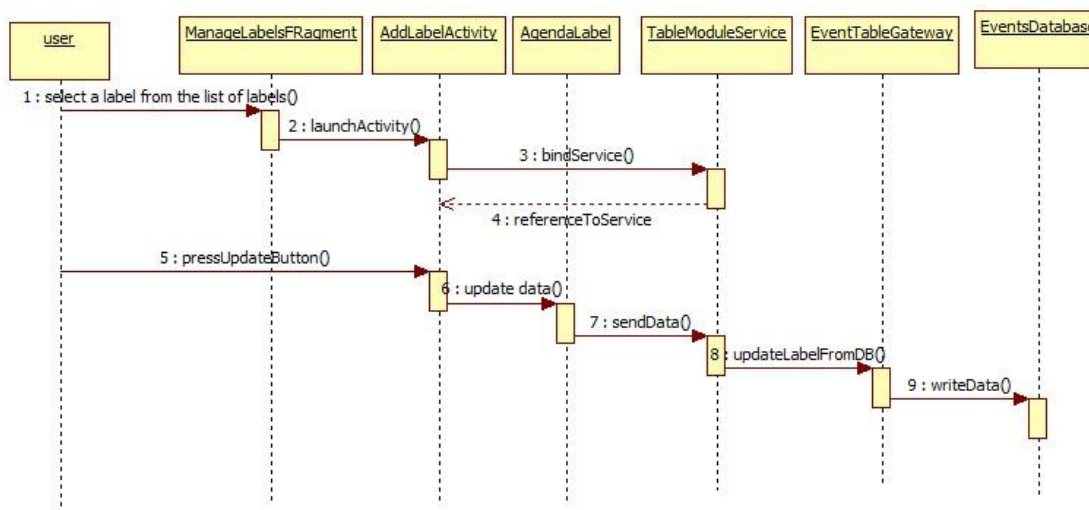 user
ManageLabelsFRagment
AddLabelActivity
AgendaLabel
TableModuleService
EventTableGateway
EventsDatabase
1 : select a label from the list of labels()
2 : launchActivity()
3 : bindService()
4 : referenceToService
5 : pressUpdateButton()
6 : update data()
7 : sendData()
8 : updateLabelFromDB()
9 : writeData()